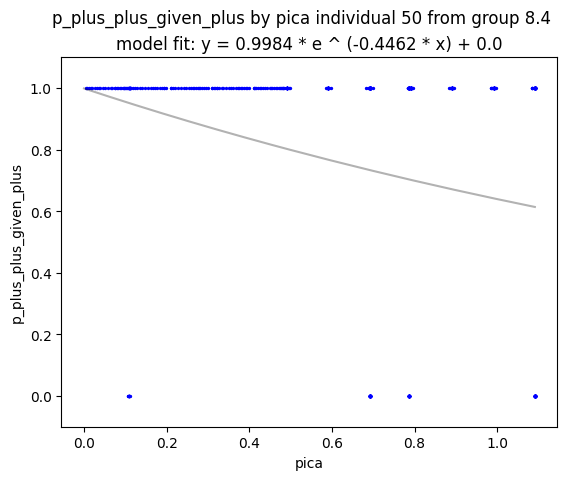 p_plus_plus_given_plus by pica individual 50 from group 8.4
model fit: y = 0.9984 * e ^ (-0.4462 * x) + 0.0
1.0
0.8
0.6
0.4
0.2
0.0
p_plus_plus_given_plus
0.0 0.2 0.4 0.6 0.8 1.0
pica